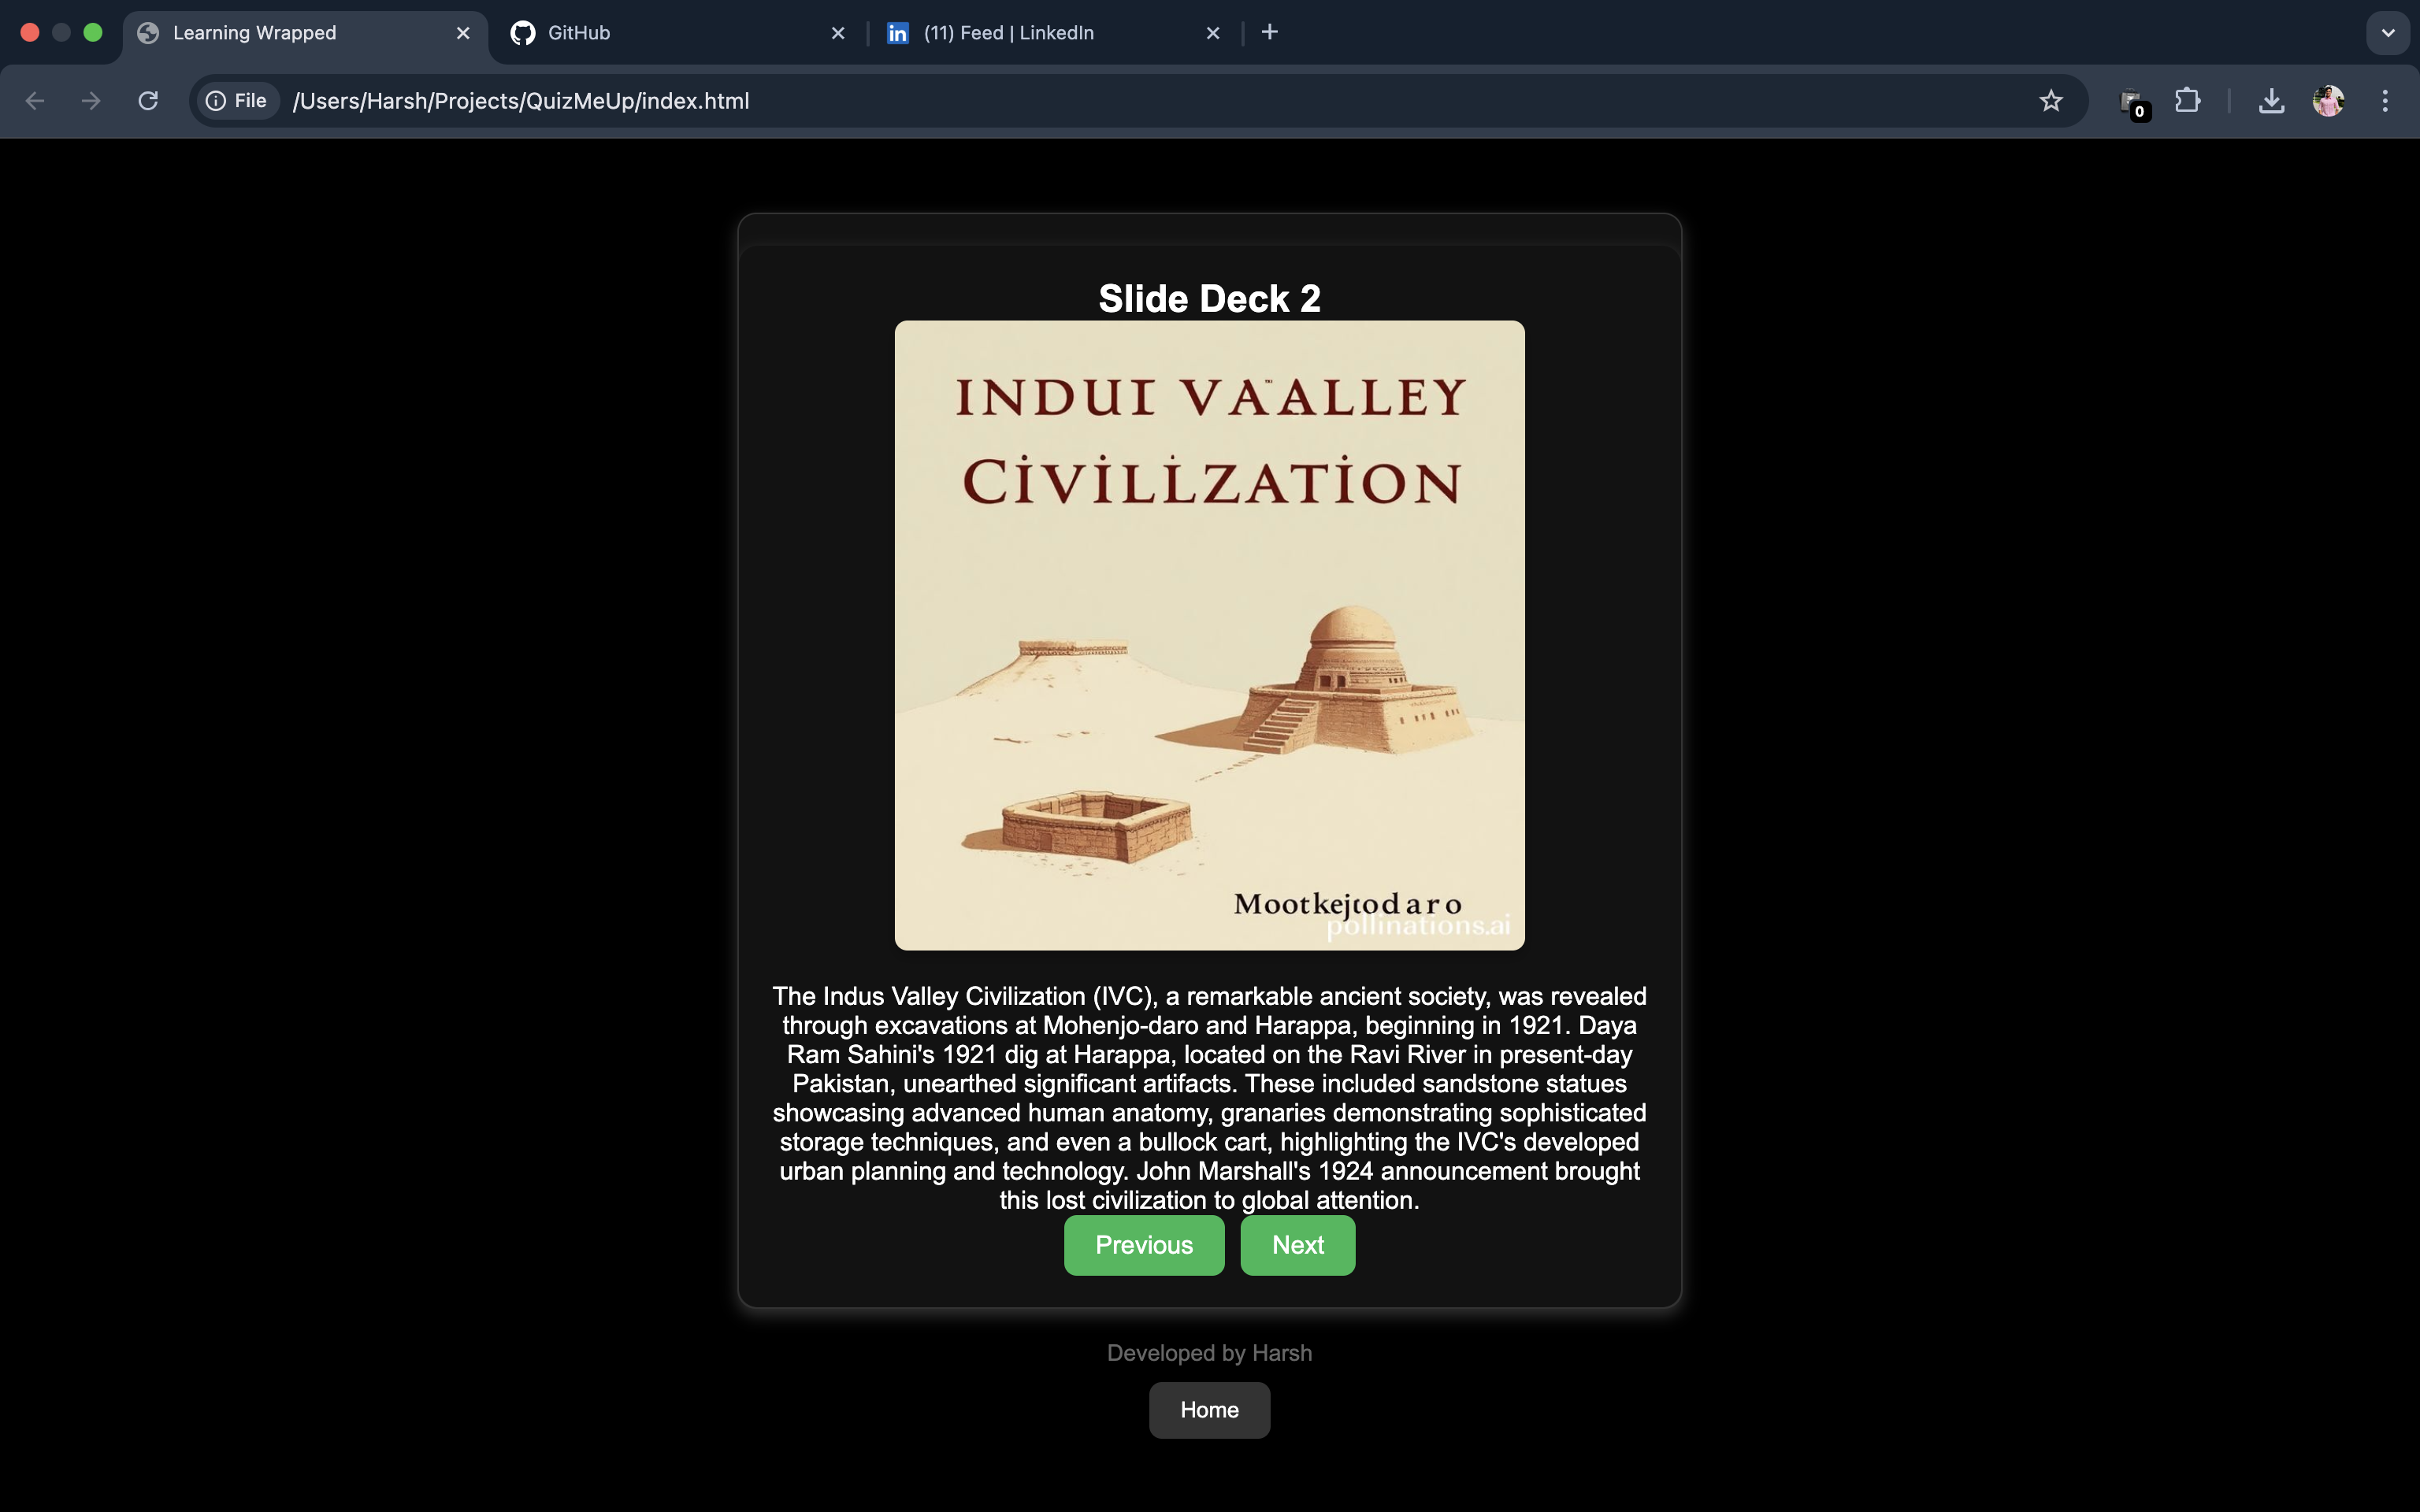 Learning Wrapped
GitHub
(11) Feed | LinkedIn
File
/Users/Harsh/Projects/QuizMeUp/index.html
0
Slide Deck 2
INDUI VAALLEY
CİVİLİZATİON
Mootkejtodaro
pollinations.ai
The Indus Valley Civilization (IVC), a remarkable ancient society, was revealed
through excavations at Mohenjo-daro and Harappa, beginning in 1921. Daya
Ram Sahini's 1921 dig at Harappa, located on the Ravi River in present-day
Pakistan, unearthed significant artifacts. These included sandstone statues
showcasing advanced human anatomy, granaries demonstrating sophisticated
storage techniques, and even a bullock cart, highlighting the IVC's developed
urban planning and technology. John Marshall's 1924 announcement brought
this lost civilization to global attention.
Previous
Next
Developed by Harsh
Home